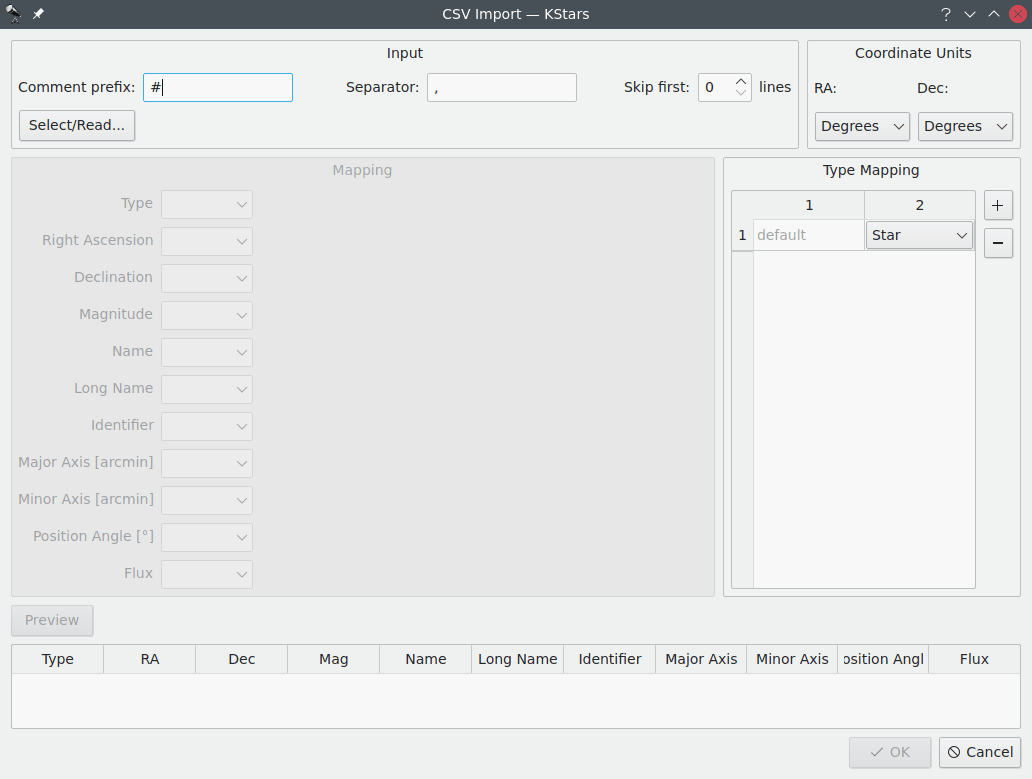 CSV Import — KStars
Input
Comment prefix: #
Separator: ,
Skip first: 0 lines
Select/Read...
Coordinate Units
RA: Dec:
Degrees Degrees
Mapping
Type
Right Ascension
Declination
Magnitude
Name
Long Name
Identifier
Major Axis [arcmin]
Minor Axis [arcmin]
Position Angle [°]
Flux
Type Mapping
1 2
1 default Star
Preview
Type RA Dec Mag Name Long Name Identifier Major Axis Minor Axis osition Angl Flux
OK Cancel